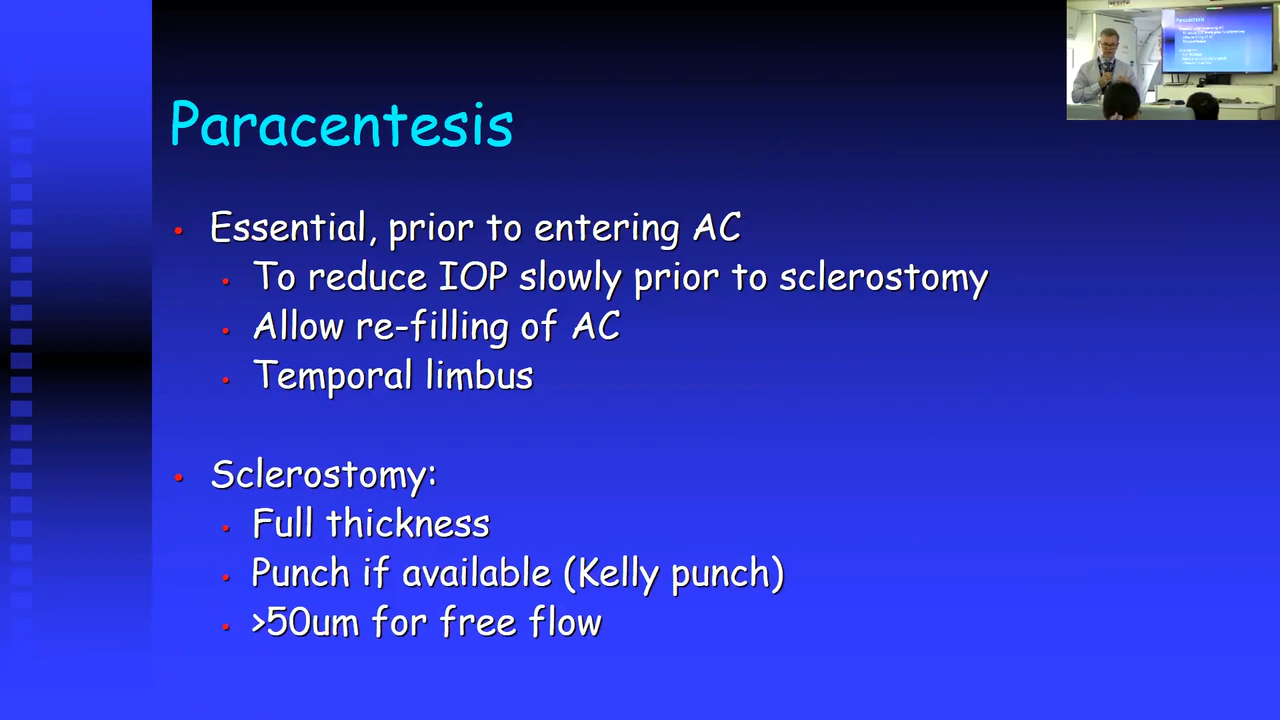 Paracentesis
Essential, prior to entering AC
To reduce IOP slowly prior to sclerostomy
Allow re-filling of AC
Temporal limbus
Sclerostomy:
Full thickness
Punch if available (Kelly punch)
>50um for free flow
Paracentesis